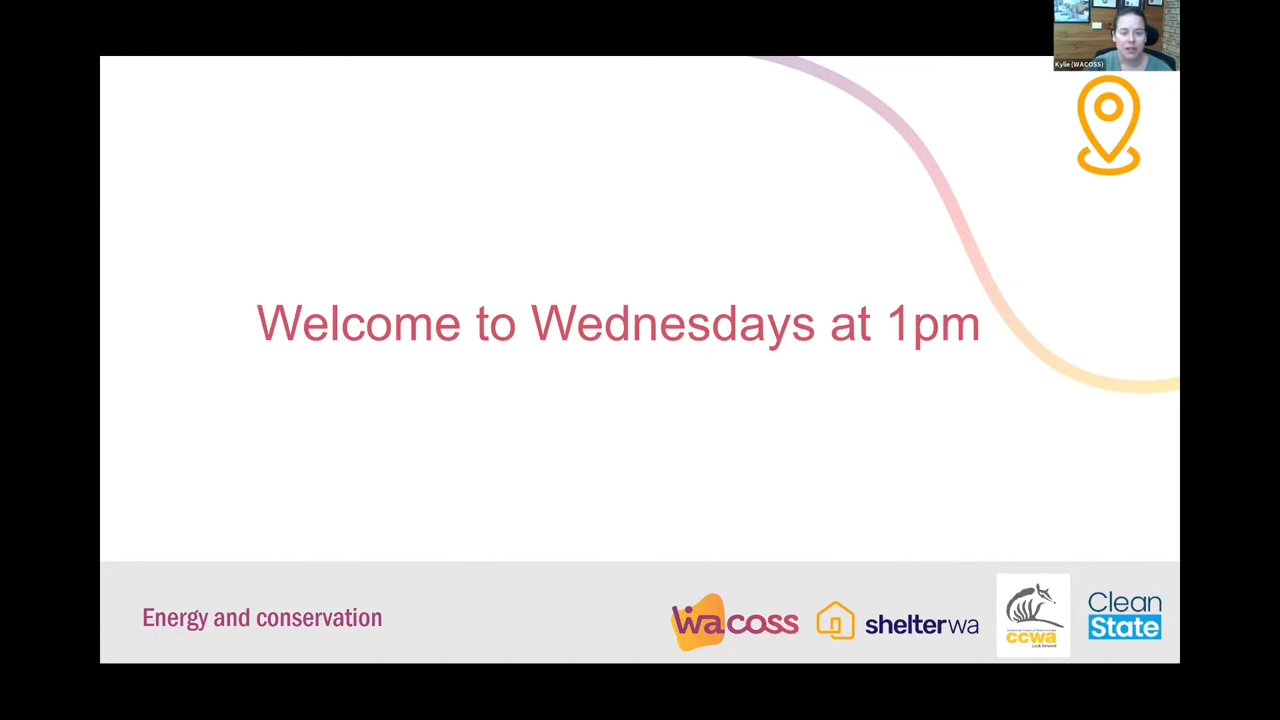 Kylie (WACOSS)
Welcome to Wednesdays at 1pm
Energy and conservation
wacoss
shelterwa
ccwa
Clean
State